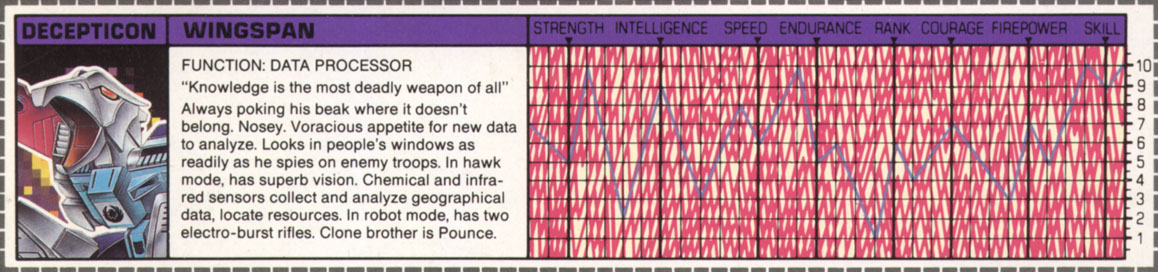 DECEPTICON
WINGSPAN
STRENGTH INTELLIGENCE SPEED ENDURANCE RANK COURAGE FIREPOWER SKILL
FUNCTION: DATA PROCESSOR
“Knowledge is the most deadly weapon of all”
Always poking his beak where it doesn’t
belong. Nosey. Voracious appetite for new data
to analyze. Looks in people’s windows as
readily as he spies on enemy troops. In hawk
mode, has superb vision. Chemical and infra-
red sensors collect and analyze geographical
data, locate resources. In robot mode, has two
electro-burst rifles. Clone brother is Pounce.
10
9
8
7
6
5
4
3
2
1